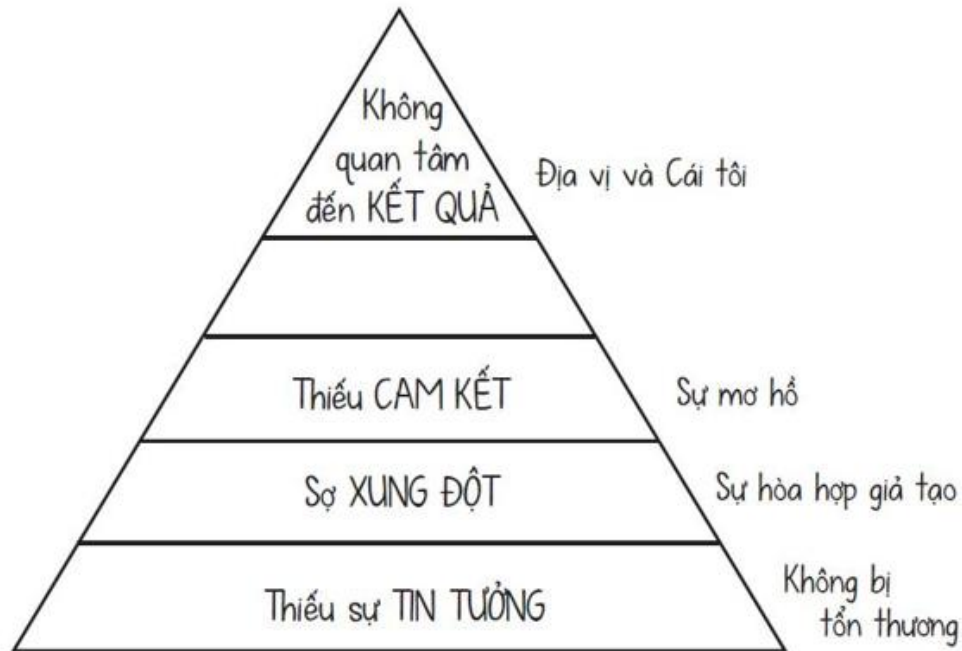 Không
quan tâm
đến KẾT QUẢ
Địa vị và Cái tôi
Thiếu CAM KẾT
Sự mơ hồ
Sợ XUNG ĐỘT
Sự hòa hợp giả tạo
Thiếu sự TIN TƯỞNG
Không bị
tổn thương